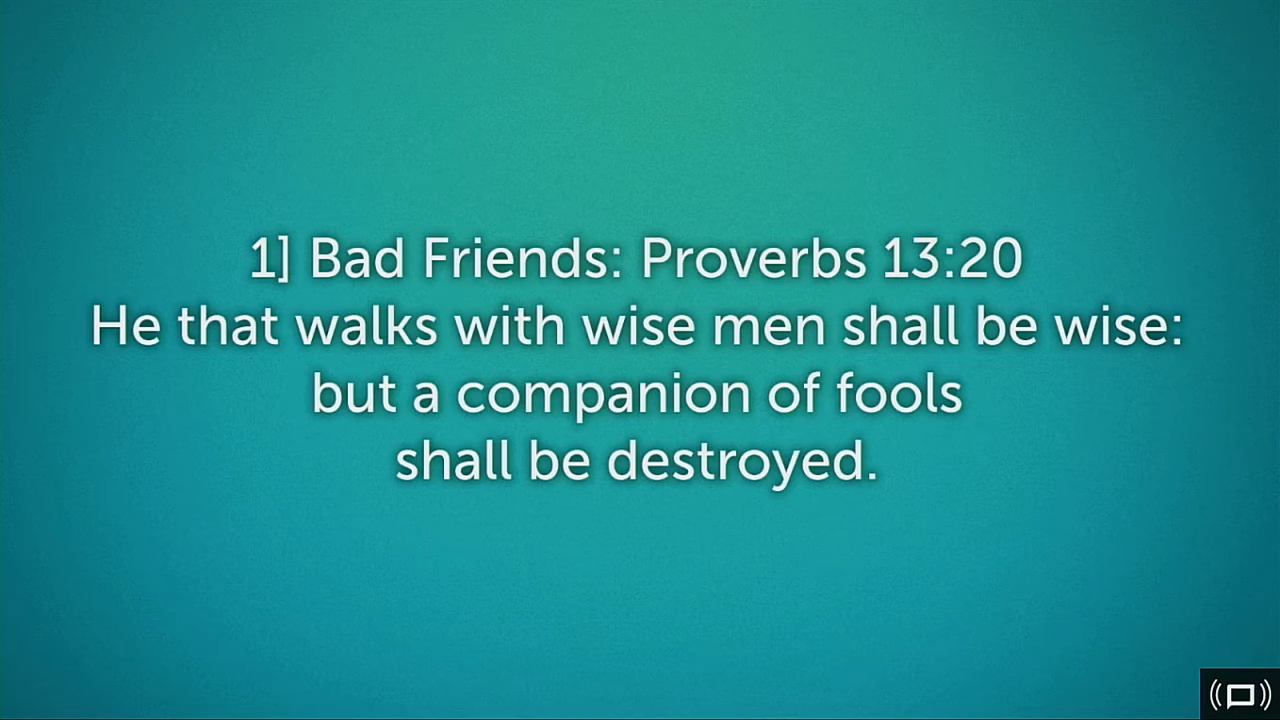 1] Bad Friends: Proverbs 13:20
He that walks with wise men shall be wise:
but a companion of fools
shall be destroyed.